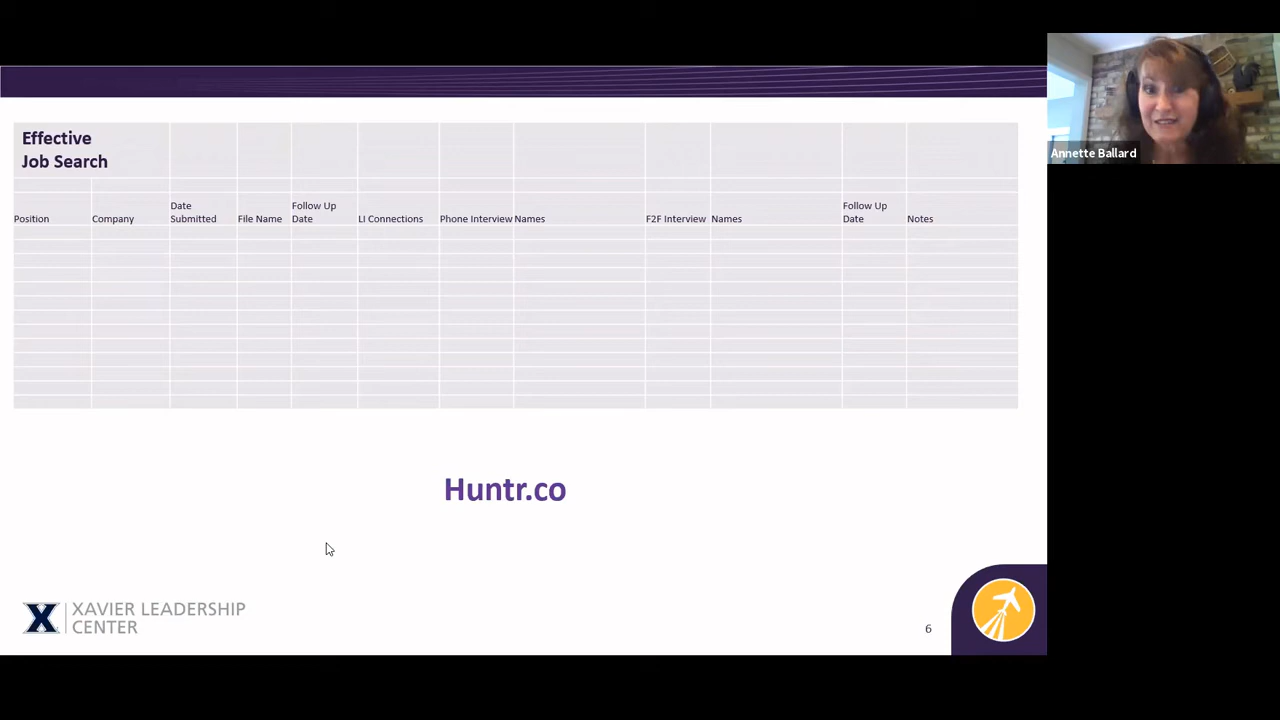 Effective
Job Search
Position
Company
Date
Submitted
File Name
Follow Up
Date
LI Connections
Phone Interview
Names
F2F Interview
Names
Follow Up
Date
Notes
Huntr.co
X
XAVIER LEADERSHIP
CENTER
6
Annette Ballard